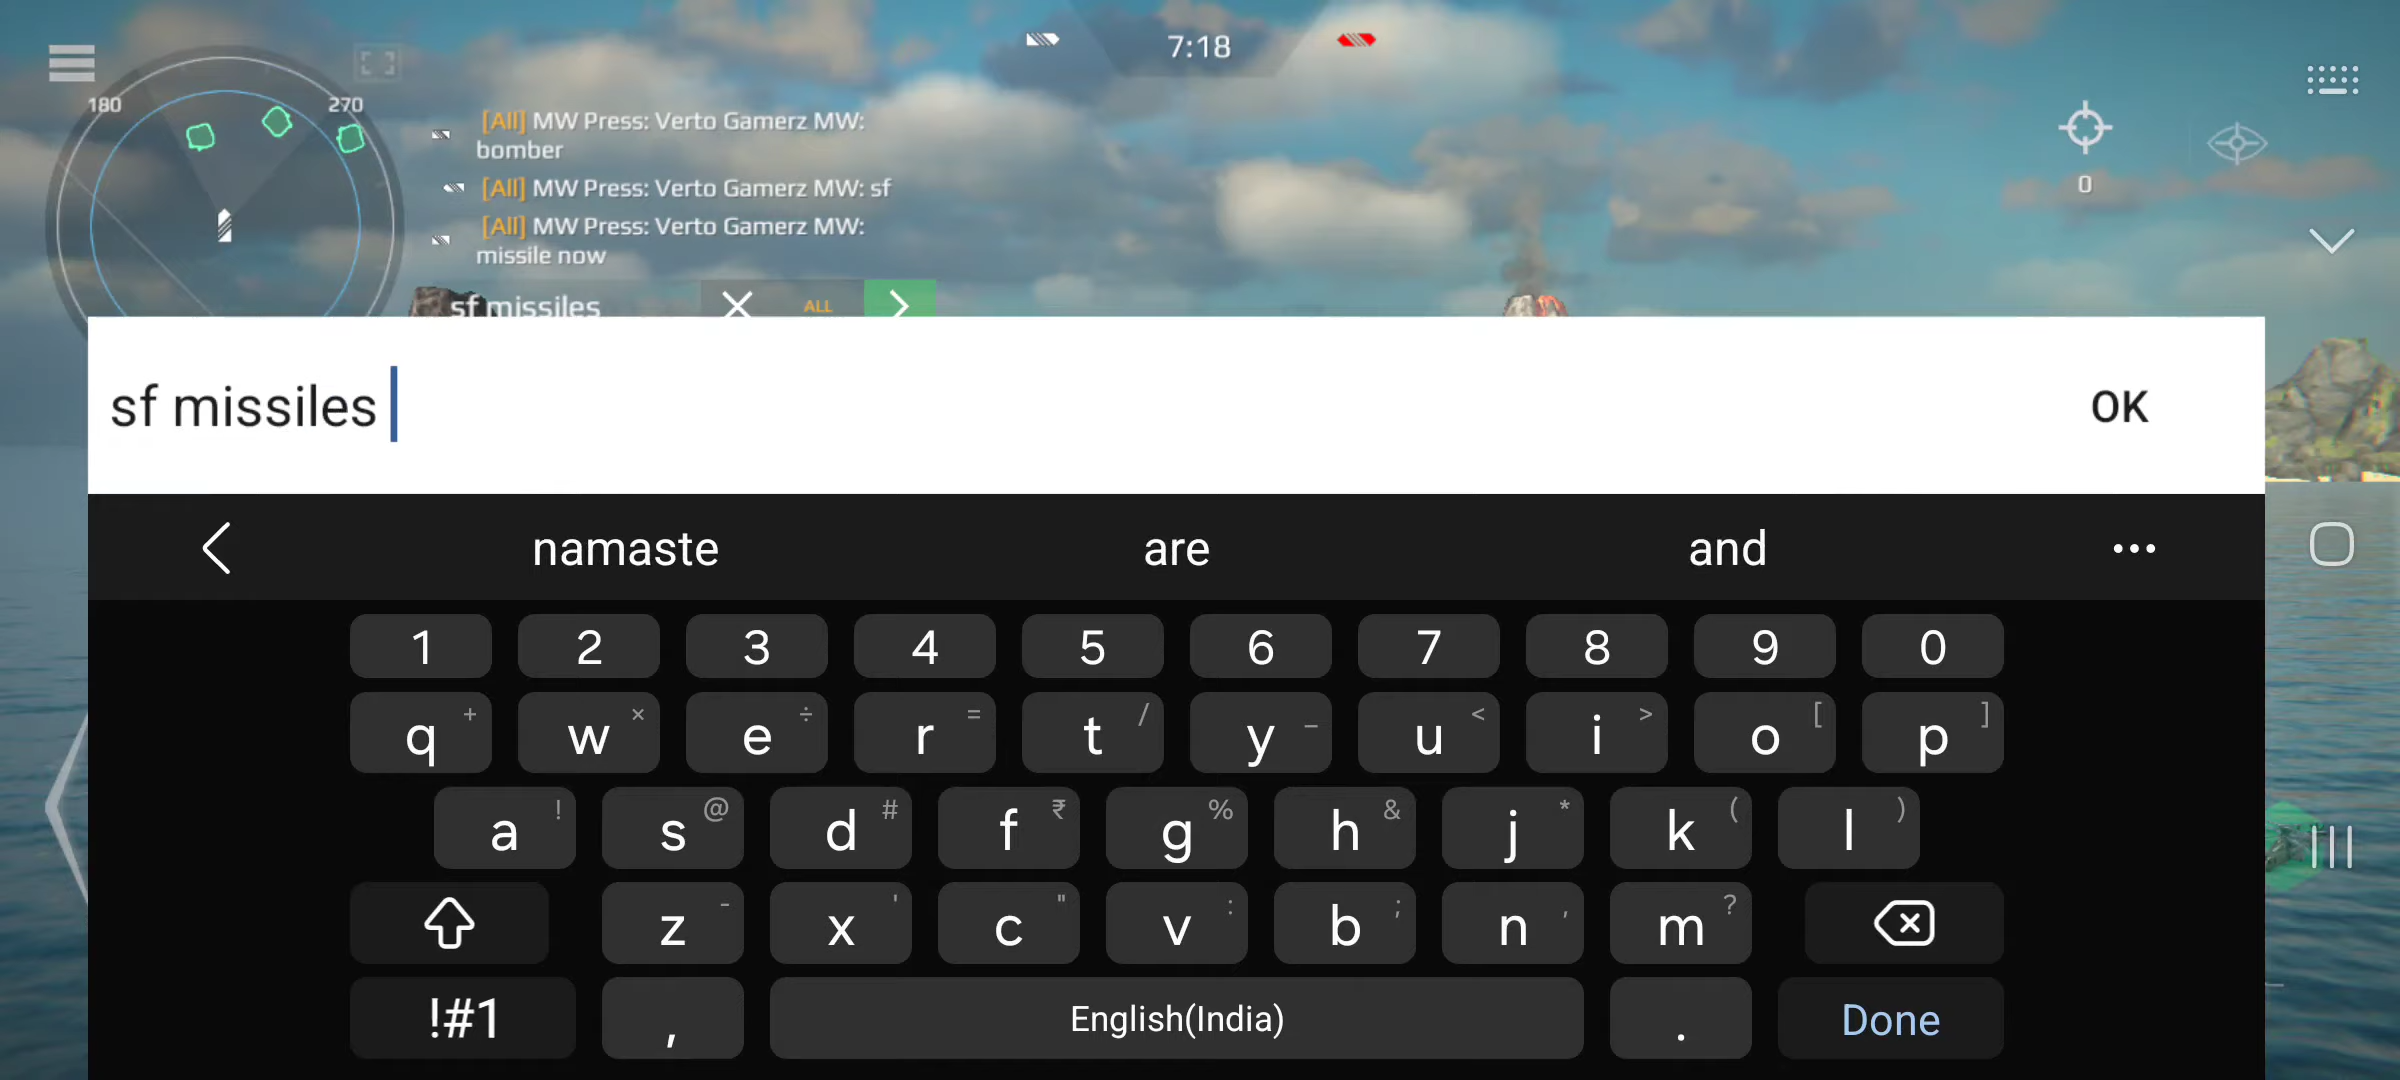 7:18
180
270
[All] MW Press: Verto Gamerz MW:
bomber
[All] MW Press: Verto Gamerz MW: sf
[All] MW Press: Verto Gamerz MW:
missile now
0
sf missiles
ALL
sf missiles
OK
namaste are and
1 2 3 4 5 6 7 8 9 0
q + w × e ÷ r = t / y _ u < i > o [ p ]
a ! s @ d # f ₹ g % h & j * k ( l )
z - x ' c " v : b ; n , m ?
!#1 , English(India) . Done